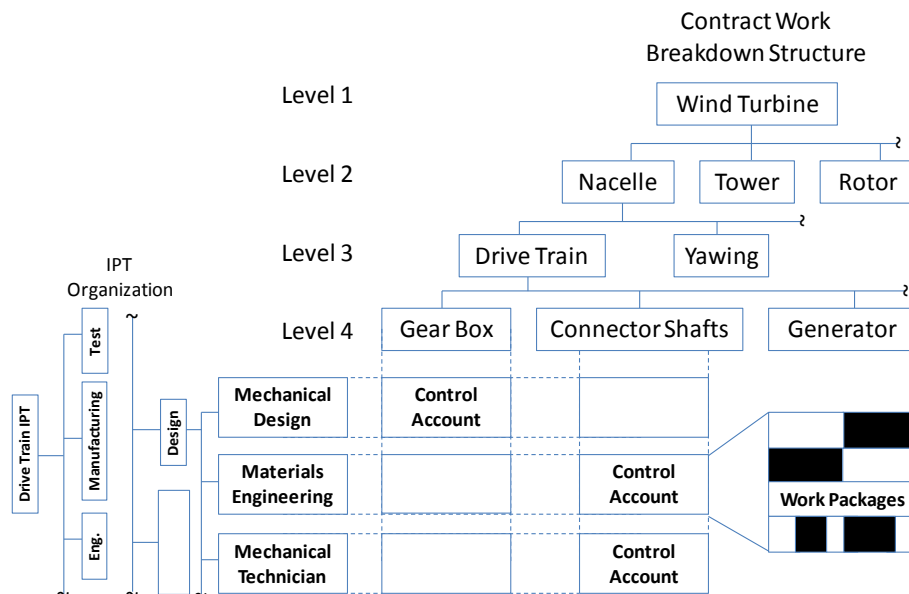 Contract Work
Breakdown Structure
Level 1
Wind Turbine
Level 2
Nacelle
Tower
Rotor
Level 3
Drive Train
Yawing
IPT
Organization
Level 4
Gear Box
Connector Shafts
Generator
Test
Manufacturing
Eng.
Drive Train IPT
Design
Mechanical
Design
Control
Account
Materials
Engineering
Control
Account
Work Packages
Mechanical
Technician
Control
Account